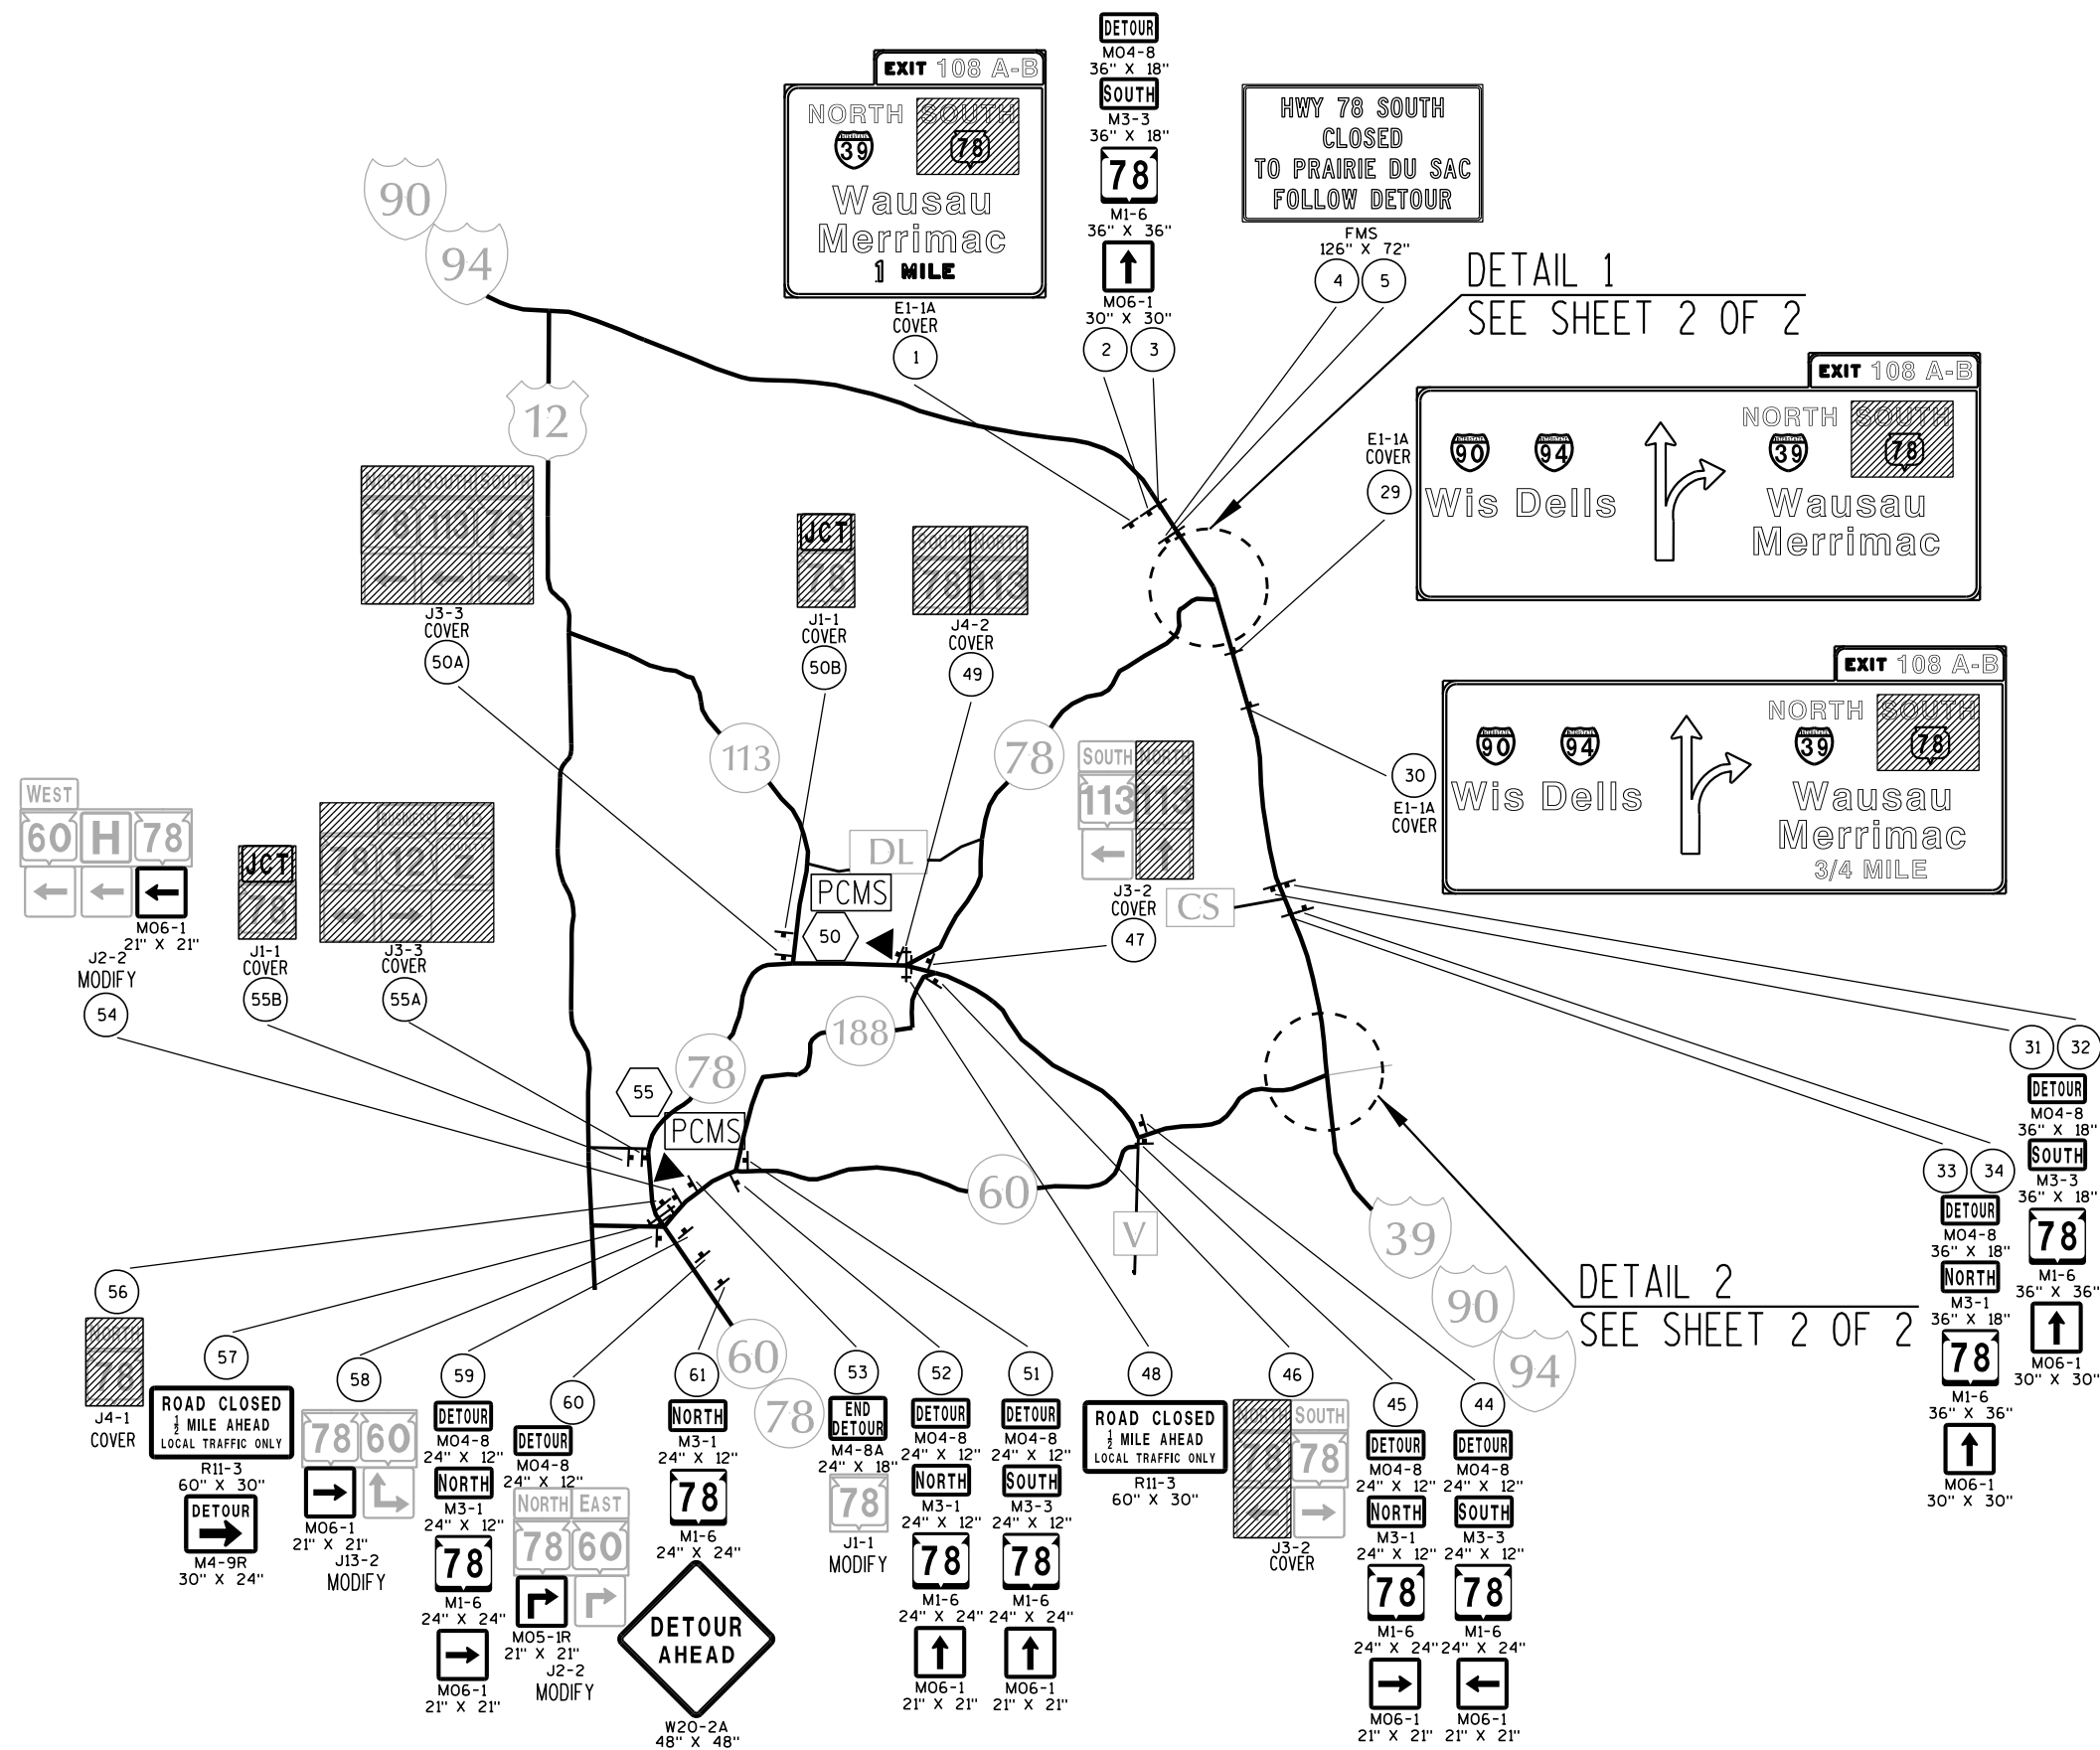 DETOUR
M04-8
36" X 18"
SOUTH
M3-3
36" X 18"
78
M1-6
36" X 36"
M06-1
30" X 30"
2 3
EXIT 108 A-B
NORTH SOUTH
39 78
Wausau
Merrimac
1 MILE
E1-1A
COVER
1
HWY 78 SOUTH
CLOSED
TO PRAIRIE DU SAC
FOLLOW DETOUR
FMS
126" X 72"
4 5
DETAIL 1
SEE SHEET 2 OF 2
90
94
12
EXIT 108 A-B
NORTH SOUTH
90 94 39 78
Wis Dells Wausau
Merrimac
E1-1A
COVER
29
NORTH SOUTH SOUTH
78 113 78
J3-3
COVER
50A
JCT
78
J1-1
COVER
50B
SOUTH NORTH
78 113
J4-2
COVER
49
EXIT 108 A-B
NORTH SOUTH
90 94 39 78
Wis Dells Wausau
Merrimac
3/4 MILE
30
E1-1A
COVER
113
78
SOUTH NORTH
113 113
J3-2
COVER
47
DL
PCMS
50
CS
WEST
60 H 78
M06-1
21" X 21"
J2-2
MODIFY
54
JCT
78
J1-1
COVER
55B
END
78 12 Z
J3-3
COVER
55A
188
78
55
PCMS
60
V
39
90
94
DETAIL 2
SEE SHEET 2 OF 2
31 32
DETOUR
M04-8
36" X 18"
SOUTH
M3-3
36" X 18"
78
M1-6
36" X 36"
M06-1
30" X 30"
33 34
DETOUR
M04-8
36" X 18"
NORTH
M3-1
36" X 18"
78
M1-6
36" X 36"
M06-1
30" X 30"
56
NORTH
78
J4-1
COVER
57
ROAD CLOSED
1/2 MILE AHEAD
LOCAL TRAFFIC ONLY
R11-3
60" X 30"
DETOUR
M4-9R
30" X 24"
58
78 60
M06-1
21" X 21"
J13-2
MODIFY
59
DETOUR
M04-8
24" X 12"
NORTH
M3-1
24" X 12"
78
M1-6
24" X 24"
M06-1
21" X 21"
60
DETOUR
M04-8
24" X 12"
NORTH EAST
78 60
M05-1R
21" X 21"
J2-2
MODIFY
61
NORTH
M3-1
24" X 12"
78
M1-6
24" X 24"
DETOUR
AHEAD
W20-2A
48" X 48"
60
78
53
END
DETOUR
M4-8A
24" X 18"
78
J1-1
MODIFY
52
DETOUR
M04-8
24" X 12"
NORTH
M3-1
24" X 12"
78
M1-6
24" X 24"
M06-1
21" X 21"
51
DETOUR
M04-8
24" X 12"
SOUTH
M3-3
24" X 12"
78
M1-6
24" X 24"
M06-1
21" X 21"
48
ROAD CLOSED
1/2 MILE AHEAD
LOCAL TRAFFIC ONLY
R11-3
60" X 30"
46
NORTH SOUTH
78 78
J3-2
COVER
45
DETOUR
M04-8
24" X 12"
NORTH
M3-1
24" X 12"
78
M1-6
24" X 24"
M06-1
21" X 21"
44
DETOUR
M04-8
24" X 12"
SOUTH
M3-3
24" X 12"
78
M1-6
24" X 24"
M06-1
21" X 21"